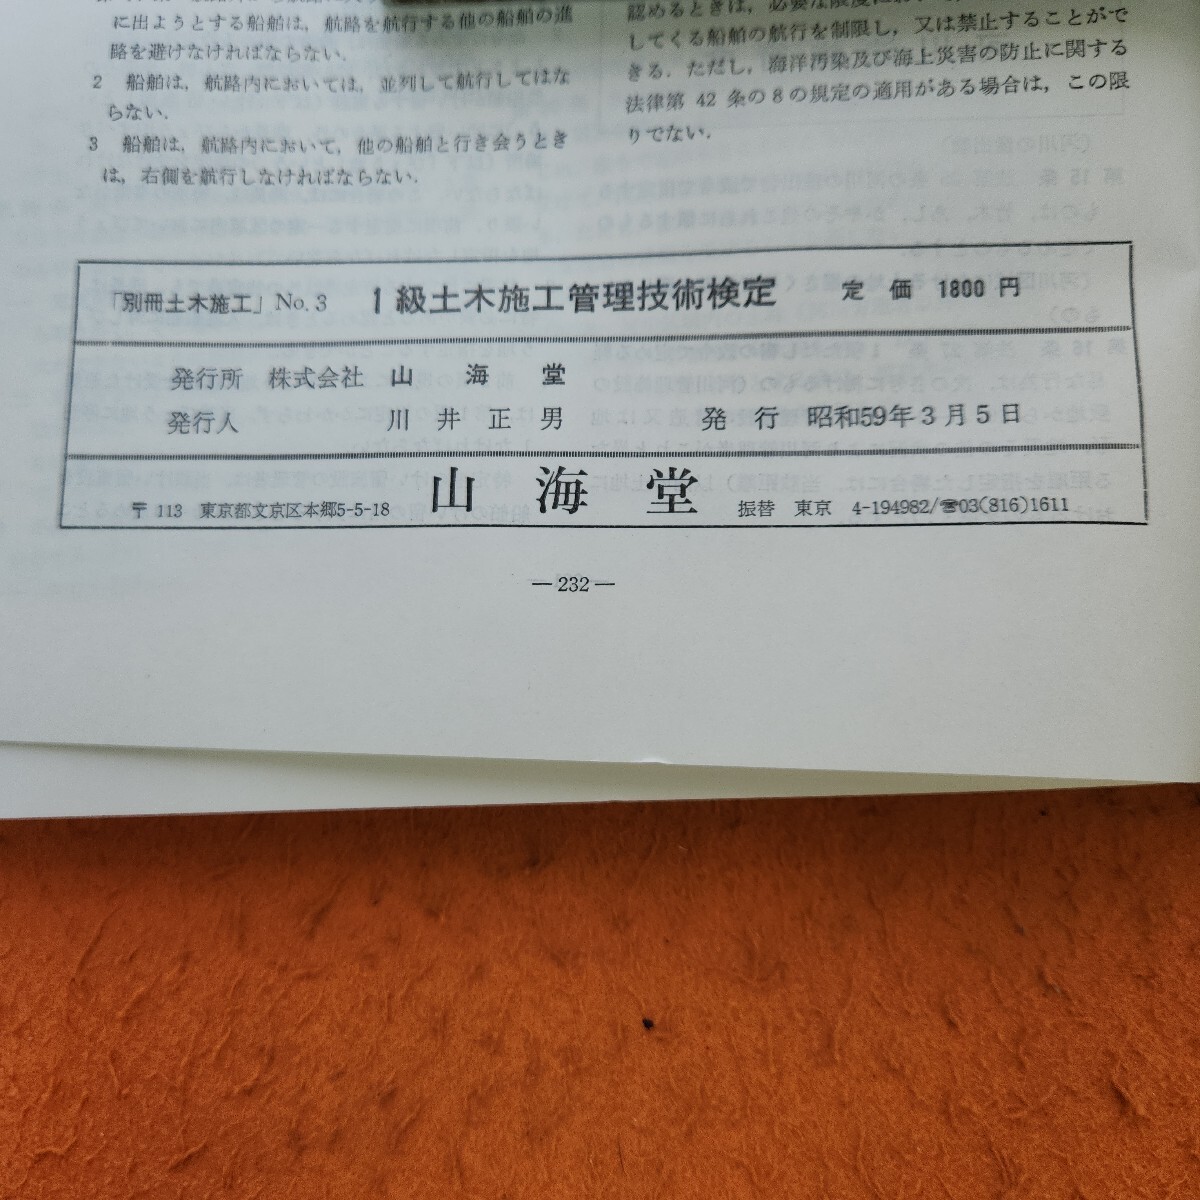 に出ようとする船舶は，航路を航行する他の船舶の進
路を避けなければならない．
2 船舶は，航路内においては，並列して航行してはな
らない．
3 船舶は，航路内において，他の船舶と行き会うとき
は，右側を航行しなければならない．
認めるときは，必要な限度において
してくる船舶の航行を制限し，又は禁止することがで
きる．ただし，海洋汚染及び海上災害の防止に関する
法律第 42 条の8の規定の適用がある場合は，この限
りでない．
「別冊土木施工」No.3 1級土木施工管理技術検定 定価 1800円
発行所 株式会社 山海堂
発行人 川井正男 発行 昭和59年3月5日
山海堂
〒113 東京都文京区本郷5-5-18 振替 東京 4-194982/☎03(816)1611
—232—